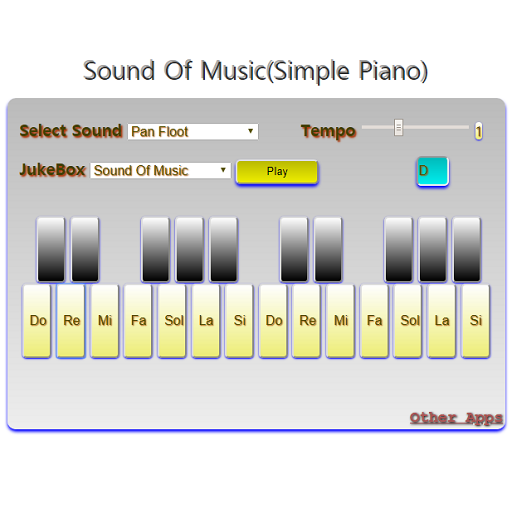 Sound Of Music(Simple Piano)
Select Sound Pan Floot Tempo 1
JukeBox Sound Of Music Play D
Do Re Mi Fa Sol La Si Do Re Mi Fa Sol La Si
Other Apps